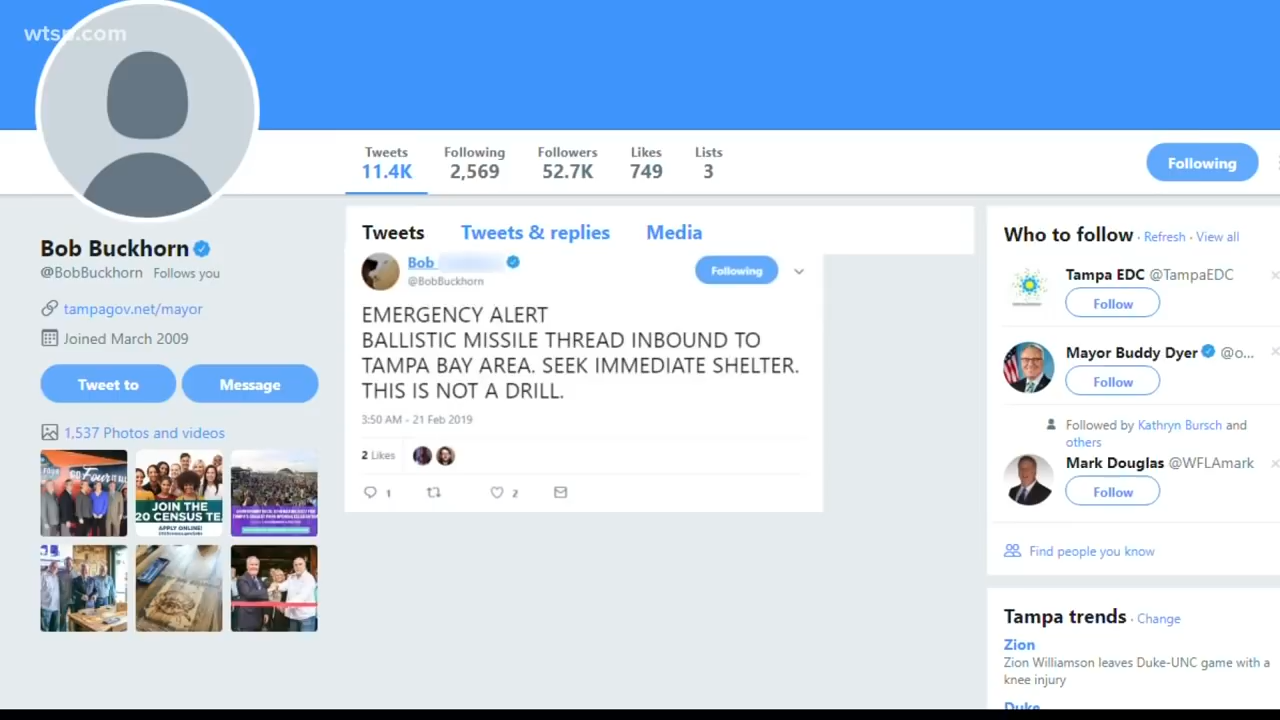 wtsp.com
Tweets
11.4K
Following
2,569
Followers
52.7K
Likes
749
Lists
3
Following
Bob Buckhorn
@BobBuckhorn Follows you
tampagov.net/mayor
Joined March 2009
Tweet to
Message
1,537 Photos and videos
JOIN THE
20 CENSUS TE
APPLY ONLINE!
Tweets Tweets & replies Media
Bob
@BobBuckhorn
Following
EMERGENCY ALERT
BALLISTIC MISSILE THREAD INBOUND TO
TAMPA BAY AREA. SEEK IMMEDIATE SHELTER.
THIS IS NOT A DRILL.
3:50 AM - 21 Feb 2019
2 Likes
1
2
Who to follow · Refresh · View all
Tampa EDC @TampaEDC
Follow
Mayor Buddy Dyer @o...
Follow
Followed by Kathryn Bursch and
others
Mark Douglas @WFLAmark
Follow
Find people you know
Tampa trends · Change
Zion
Zion Williamson leaves Duke-UNC game with a
knee injury
Duke